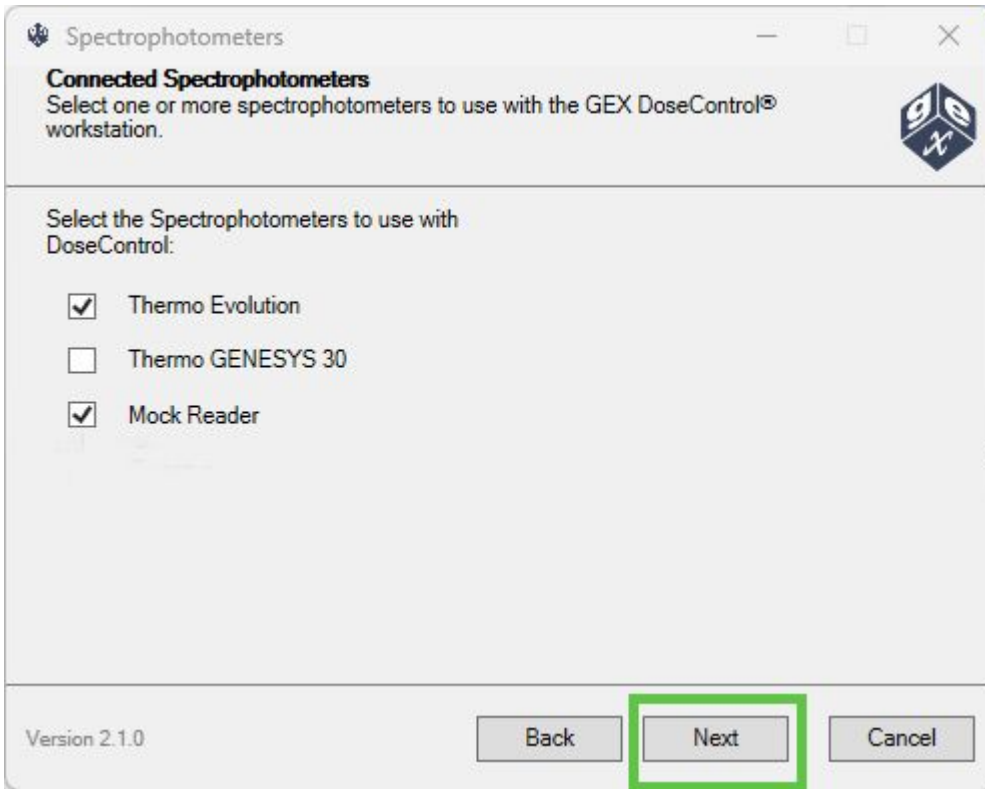 Spectrophotometers
Connected Spectrophotometers
Select one or more spectrophotometers to use with the GEX DoseControl®
workstation.
gex
Select the Spectrophotometers to use with
DoseControl:
Thermo Evolution
Thermo GENESYS 30
Mock Reader
Version 2.1.0
Back
Next
Cancel